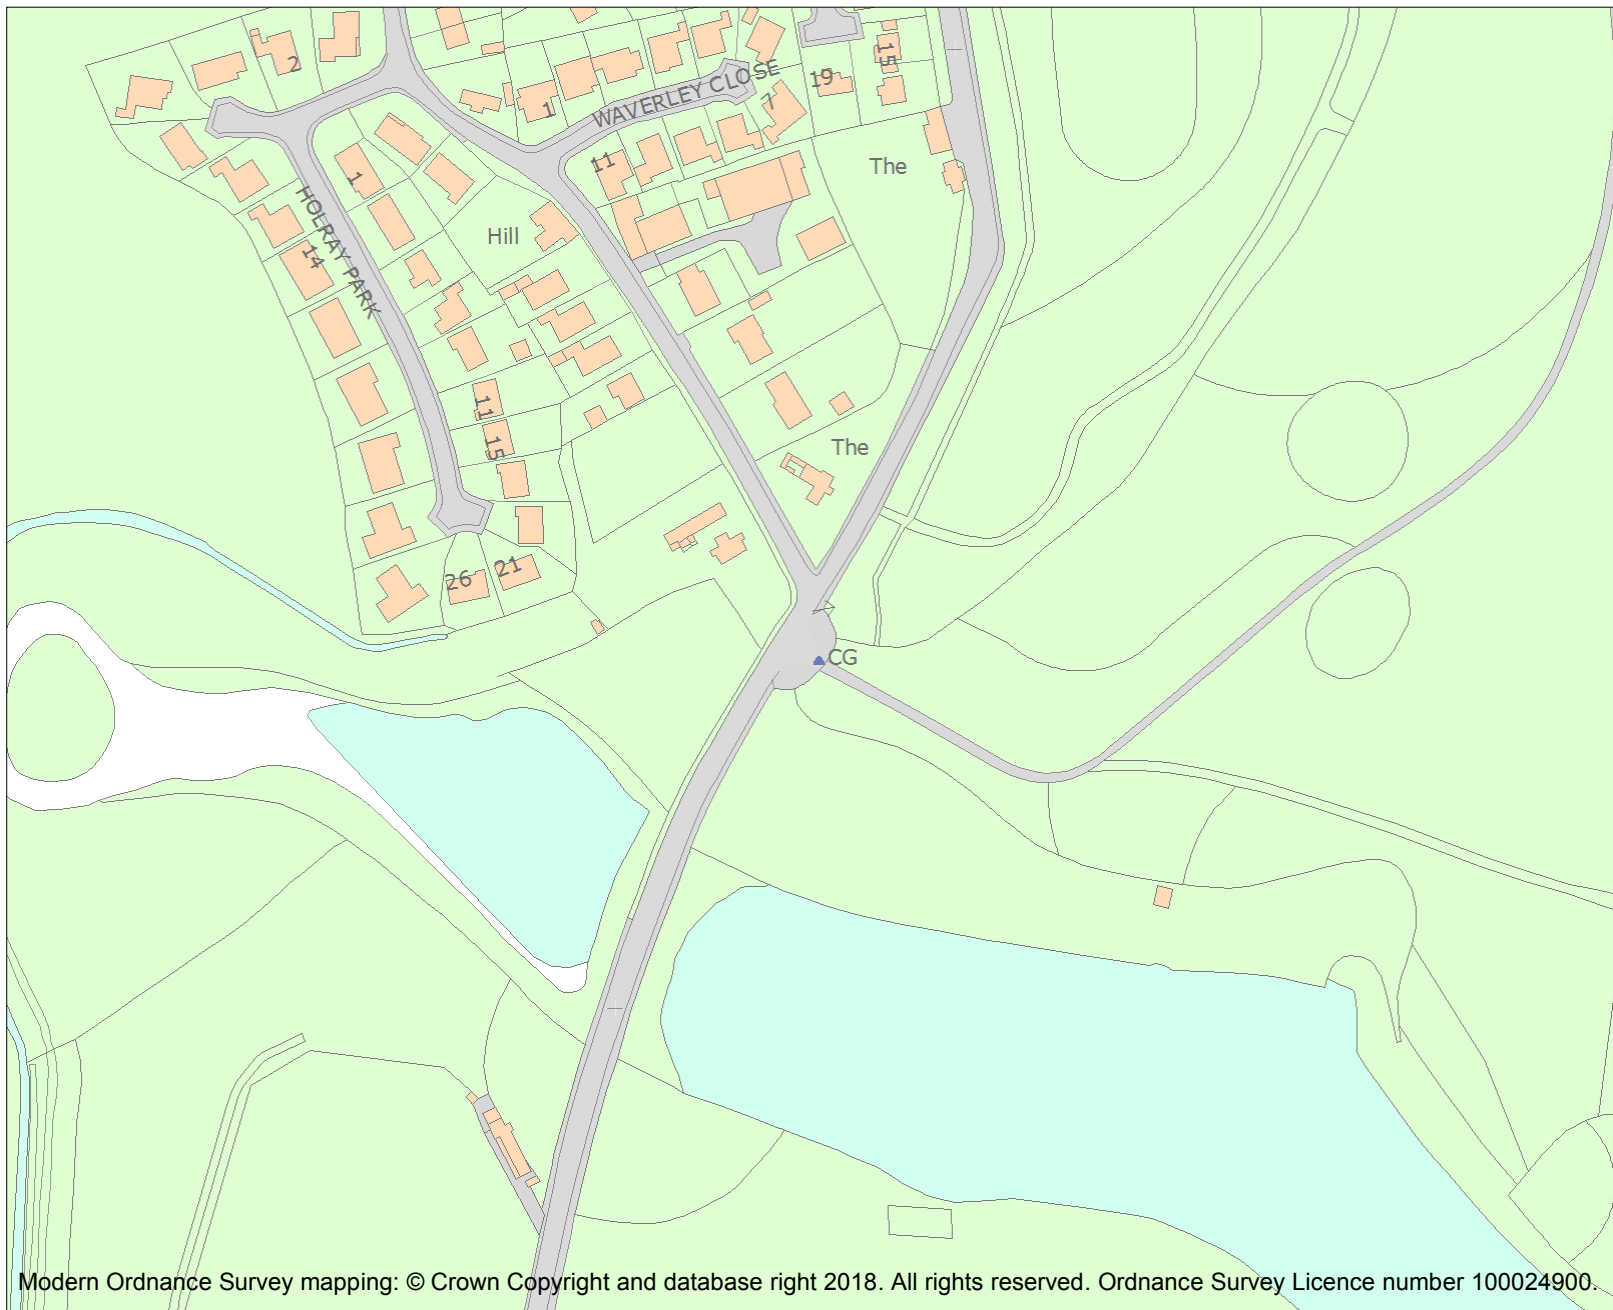 2
15
19
WAVERLEY CLOSE
7
1
11
The
1
HOLRAY PARK
Hill
14
11
15
The
26
21
CG
Modern Ordnance Survey mapping: © Crown Copyright and database right 2018. All rights reserved. Ordnance Survey Licence number 100024900.